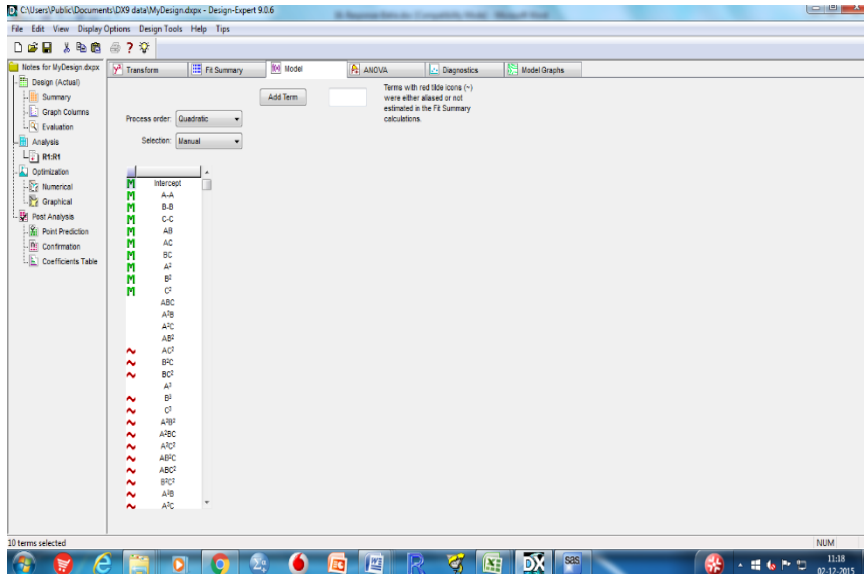 C:\Users\Public\Documents\DX9 data\MyDesign.dxpx - Design-Expert 9.0.6
File Edit View Display Options Design Tools Help Tips
Notes for MyDesign.dxpx
Design (Actual)
Summary
Graph Columns
Evaluation
Analysis
R1:R1
Optimization
Numerical
Graphical
Post Analysis
Point Prediction
Confirmation
Coefficients Table
Transform
Fit Summary
Model
ANOVA
Diagnostics
Model Graphs
Add Term
Terms with red tilde icons (~)
were either aliased or not
estimated in the Fit Summary
calculations.
Process order: Quadratic
Selection: Manual
M Intercept
M A-A
M B-B
M C-C
M AB
M AC
M BC
M A²
M B²
M C²
ABC
A²B
A²C
AB²
~ AC²
~ B²C
~ BC²
A³
~ B³
~ C³
~ A²B²
~ A²BC
~ A²C²
~ AB²C
~ ABC²
~ B²C²
~ A³B
~ A³C
10 terms selected
NUM
DX
sas
11:18
02-12-2015